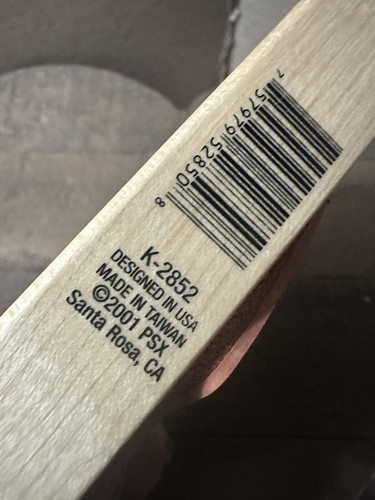 7 57979 52850 8
K-2852
DESIGNED IN USA
MADE IN TAIWAN
©2001 PSX
Santa Rosa, CA